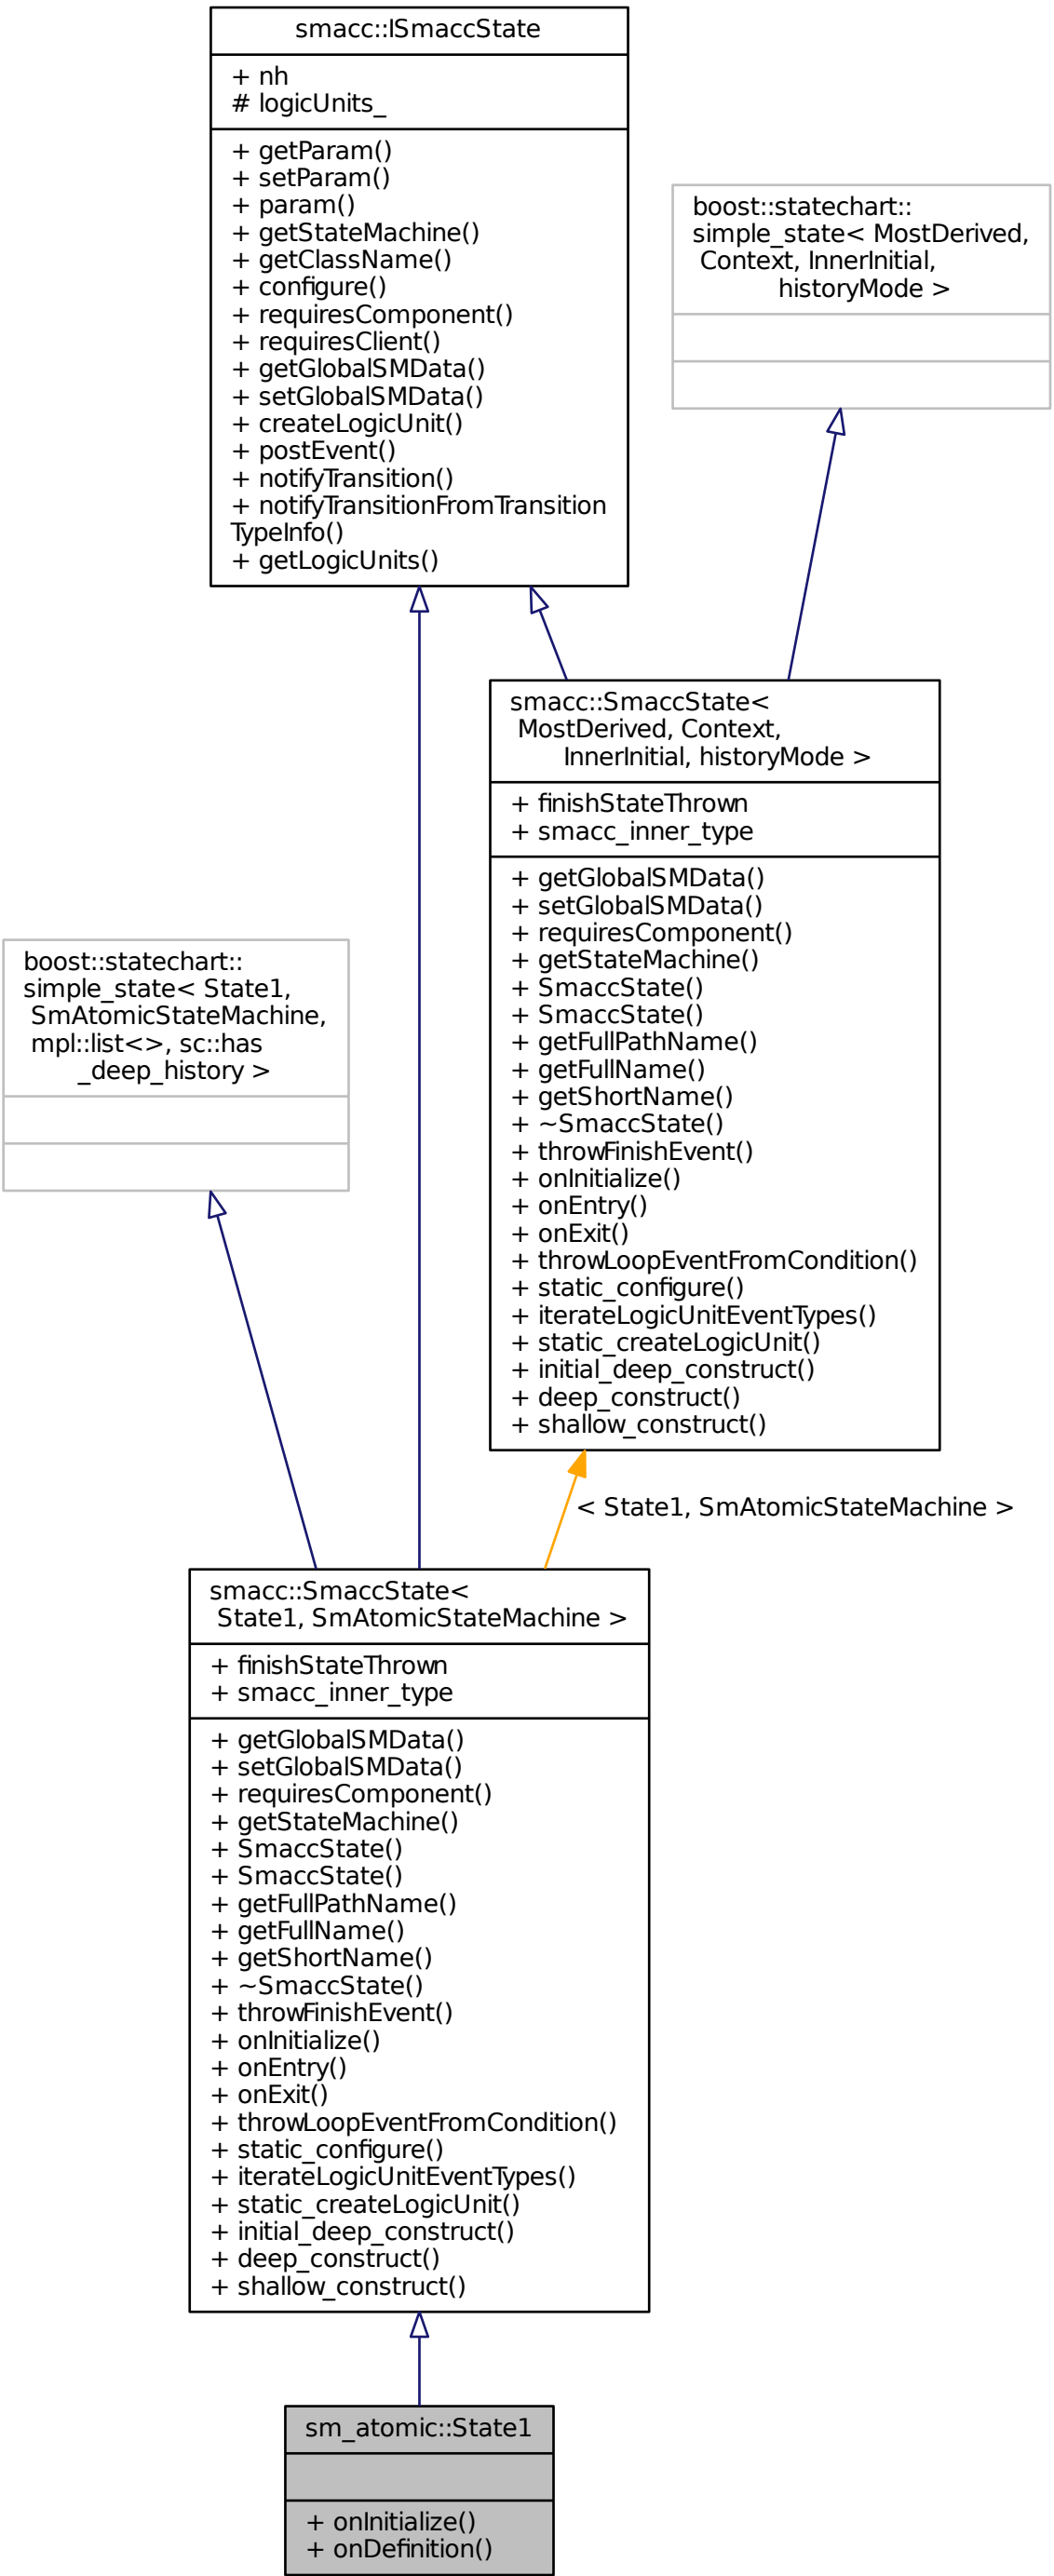 smacc::ISmaccState
+ nh
# logicUnits_
+ getParam()
+ setParam()
+ param()
+ getStateMachine()
+ getClassName()
+ configure()
+ requiresComponent()
+ requiresClient()
+ getGlobalSMData()
+ setGlobalSMData()
+ createLogicUnit()
+ postEvent()
+ notifyTransition()
+ notifyTransitionFromTransition
TypeInfo()
+ getLogicUnits()
boost::statechart::
simple_state< MostDerived,
Context, InnerInitial,
historyMode >
smacc::SmaccState<
MostDerived, Context,
InnerInitial, historyMode >
+ finishStateThrown
+ smacc_inner_type
+ getGlobalSMData()
+ setGlobalSMData()
+ requiresComponent()
+ getStateMachine()
+ SmaccState()
+ SmaccState()
+ getFullPathName()
+ getFullName()
+ getShortName()
+ ~SmaccState()
+ throwFinishEvent()
+ onInitialize()
+ onEntry()
+ onExit()
+ throwLoopEventFromCondition()
+ static_configure()
+ iterateLogicUnitEventTypes()
+ static_createLogicUnit()
+ initial_deep_construct()
+ deep_construct()
+ shallow_construct()
boost::statechart::
simple_state< State1,
SmAtomicStateMachine,
mpl::list<>, sc::has
_deep_history >
< State1, SmAtomicStateMachine >
smacc::SmaccState<
State1, SmAtomicStateMachine >
+ finishStateThrown
+ smacc_inner_type
+ getGlobalSMData()
+ setGlobalSMData()
+ requiresComponent()
+ getStateMachine()
+ SmaccState()
+ SmaccState()
+ getFullPathName()
+ getFullName()
+ getShortName()
+ ~SmaccState()
+ throwFinishEvent()
+ onInitialize()
+ onEntry()
+ onExit()
+ throwLoopEventFromCondition()
+ static_configure()
+ iterateLogicUnitEventTypes()
+ static_createLogicUnit()
+ initial_deep_construct()
+ deep_construct()
+ shallow_construct()
sm_atomic::State1
+ onInitialize()
+ onDefinition()